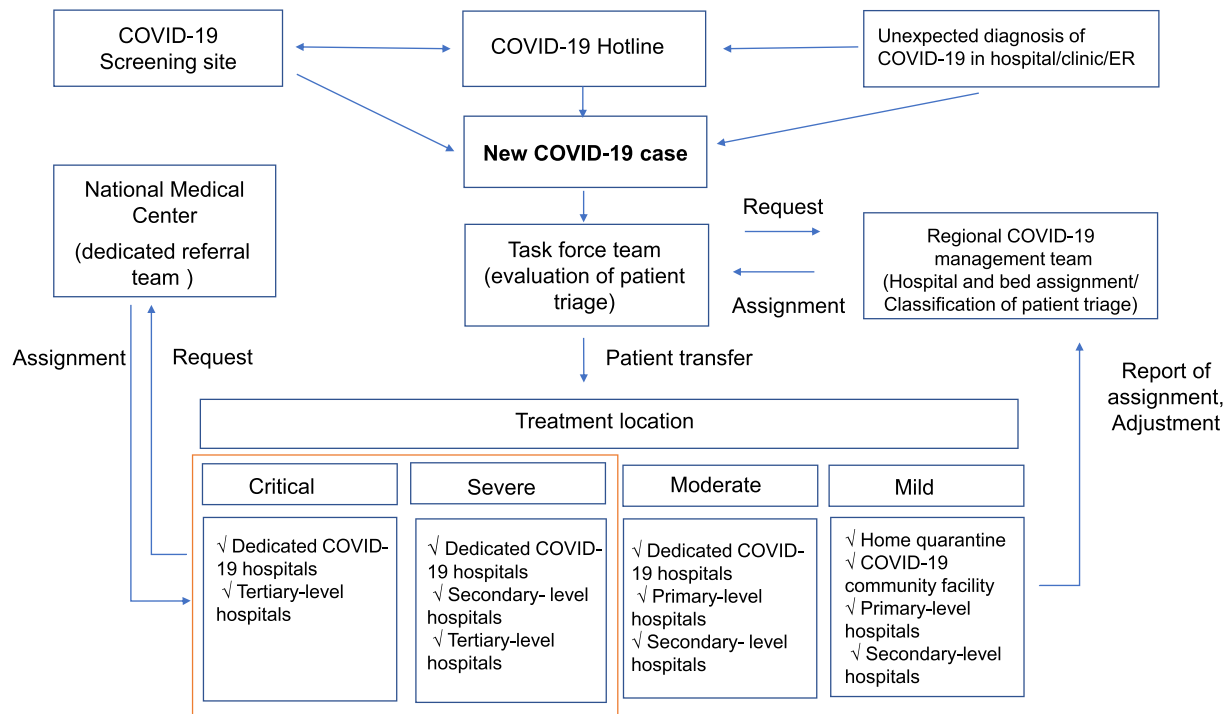 COVID-19
Screening site
COVID-19 Hotline
Unexpected diagnosis of
COVID-19 in hospital/clinic/ER
New COVID-19 case
National Medical
Center
(dedicated referral
team )
Task force team
(evaluation of patient
triage)
Request
Assignment
Regional COVID-19
management team
(Hospital and bed assignment/
Classification of patient triage)
Assignment
Request
Patient transfer
Report of
assignment,
Adjustment
Treatment location
Critical
Severe
Moderate
Mild
√ Dedicated COVID-
19 hospitals
√ Tertiary-level
hospitals
√ Dedicated COVID-
19 hospitals
√ Secondary- level
hospitals
√ Tertiary-level
hospitals
√ Dedicated COVID-
19 hospitals
√ Primary-level
hospitals
√ Secondary- level
hospitals
√ Home quarantine
√ COVID-19
community facility
√ Primary-level
hospitals
√ Secondary-level
hospitals